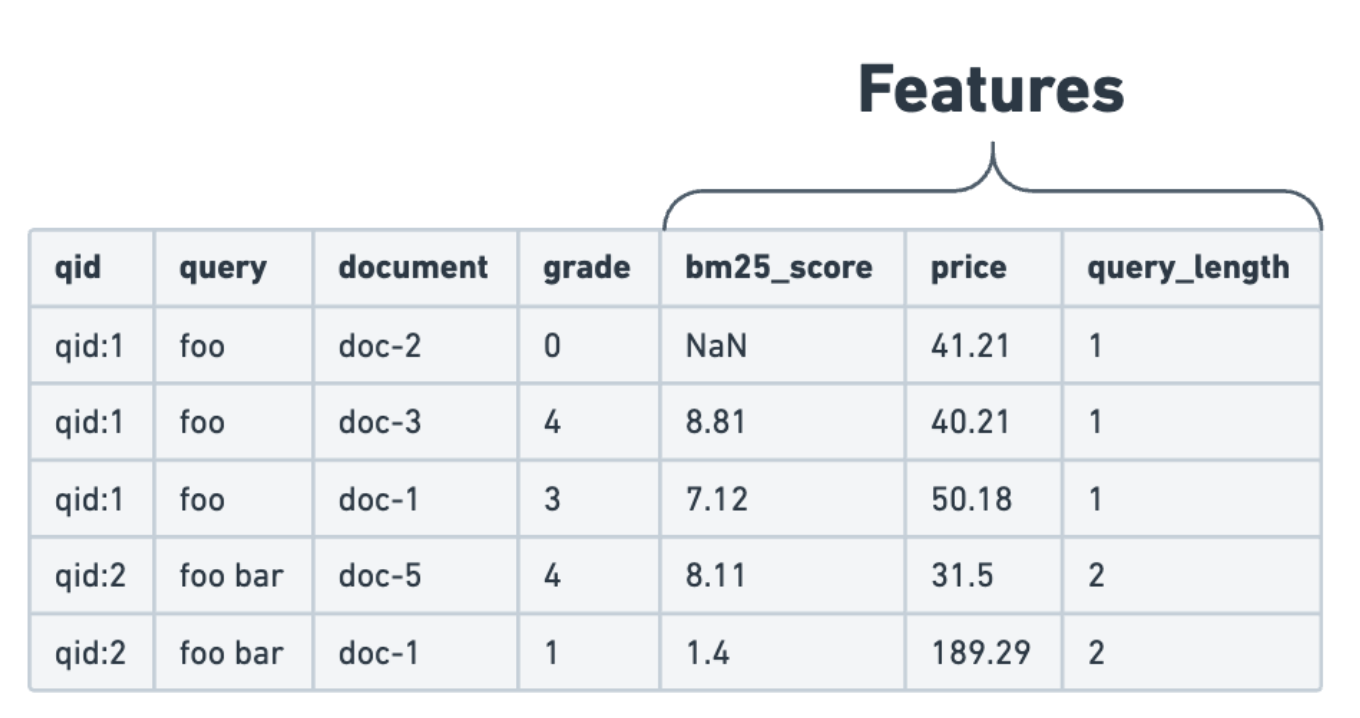 Features
qid query document grade bm25_score price query_length
qid:1 foo doc-2 0 NaN 41.21 1
qid:1 foo doc-3 4 8.81 40.21 1
qid:1 foo doc-1 3 7.12 50.18 1
qid:2 foo bar doc-5 4 8.11 31.5 2
qid:2 foo bar doc-1 1 1.4 189.29 2